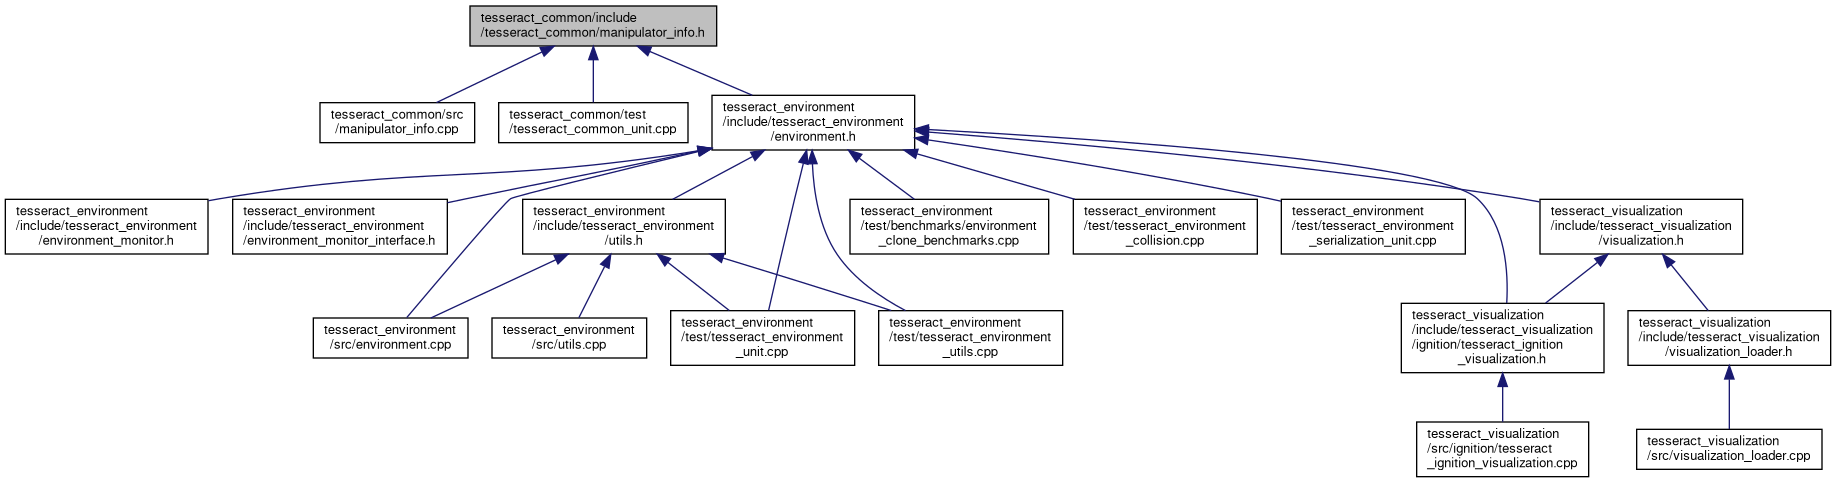 tesseract_common/include
/tesseract_common/manipulator_info.h
tesseract_common/src
/manipulator_info.cpp
tesseract_common/test
/tesseract_common_unit.cpp
tesseract_environment
/include/tesseract_environment
/environment.h
tesseract_environment
/include/tesseract_environment
/environment_monitor.h
tesseract_environment
/include/tesseract_environment
/environment_monitor_interface.h
tesseract_environment
/include/tesseract_environment
/utils.h
tesseract_environment
/test/benchmarks/environment
_clone_benchmarks.cpp
tesseract_environment
/test/tesseract_environment
_collision.cpp
tesseract_environment
/test/tesseract_environment
_serialization_unit.cpp
tesseract_visualization
/include/tesseract_visualization
/visualization.h
tesseract_environment
/src/environment.cpp
tesseract_environment
/src/utils.cpp
tesseract_environment
/test/tesseract_environment
_unit.cpp
tesseract_environment
/test/tesseract_environment
_utils.cpp
tesseract_visualization
/include/tesseract_visualization
/ignition/tesseract_ignition
_visualization.h
tesseract_visualization
/include/tesseract_visualization
/visualization_loader.h
tesseract_visualization
/src/ignition/tesseract
_ignition_visualization.cpp
tesseract_visualization
/src/visualization_loader.cpp